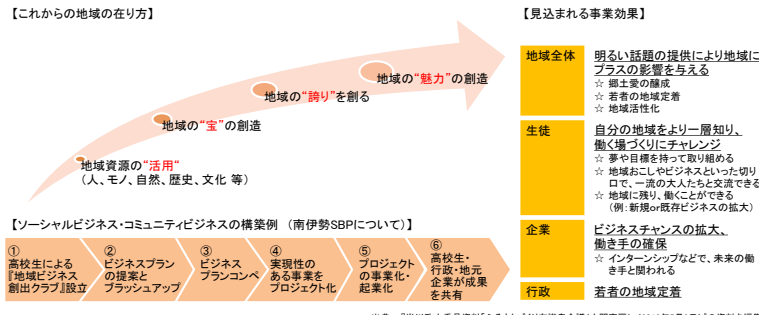 【これからの地域の在り方】
地域の“魅力”の創造
地域の“誇り”を創る
地域の“宝”の創造
地域資源の“活用“
（人、モノ、自然、歴史、文化 等）
【ソーシャルビジネス・コミュニティビジネスの構築例 （南伊勢SBPについて）】
①
高校生による
『地域ビジネス
創出クラブ』設立
②
ビジネスプラン
の提案と
ブラッシュアップ
③
ビジネス
プランコンペ
④
実現性の
ある事業を
プロジェクト化
⑤
プロジェクト
の事業化・
起業化
⑥
高校生・
行政・地元
企業が成果
を共有
【見込まれる事業効果】
地域全体
明るい話題の提供により地域に
プラスの影響を与える
☆ 郷土愛の醸成
☆ 若者の地域定着
☆ 地域活性化
生徒
自分の地域をより一層知り、
働く場づくりにチャレンジ
☆ 夢や目標を持って取り組める
☆ 地域おこしやビジネスといった切り
口で、一流の大人たちと交流できる
☆ 地域に残り、働くことができる
（例：新規or既存ビジネスの拡大）
企業
ビジネスチャンスの拡大、
働き手の確保
☆ インターンシップなどで、未来の働
き手と関われる
行政
若者の地域定着